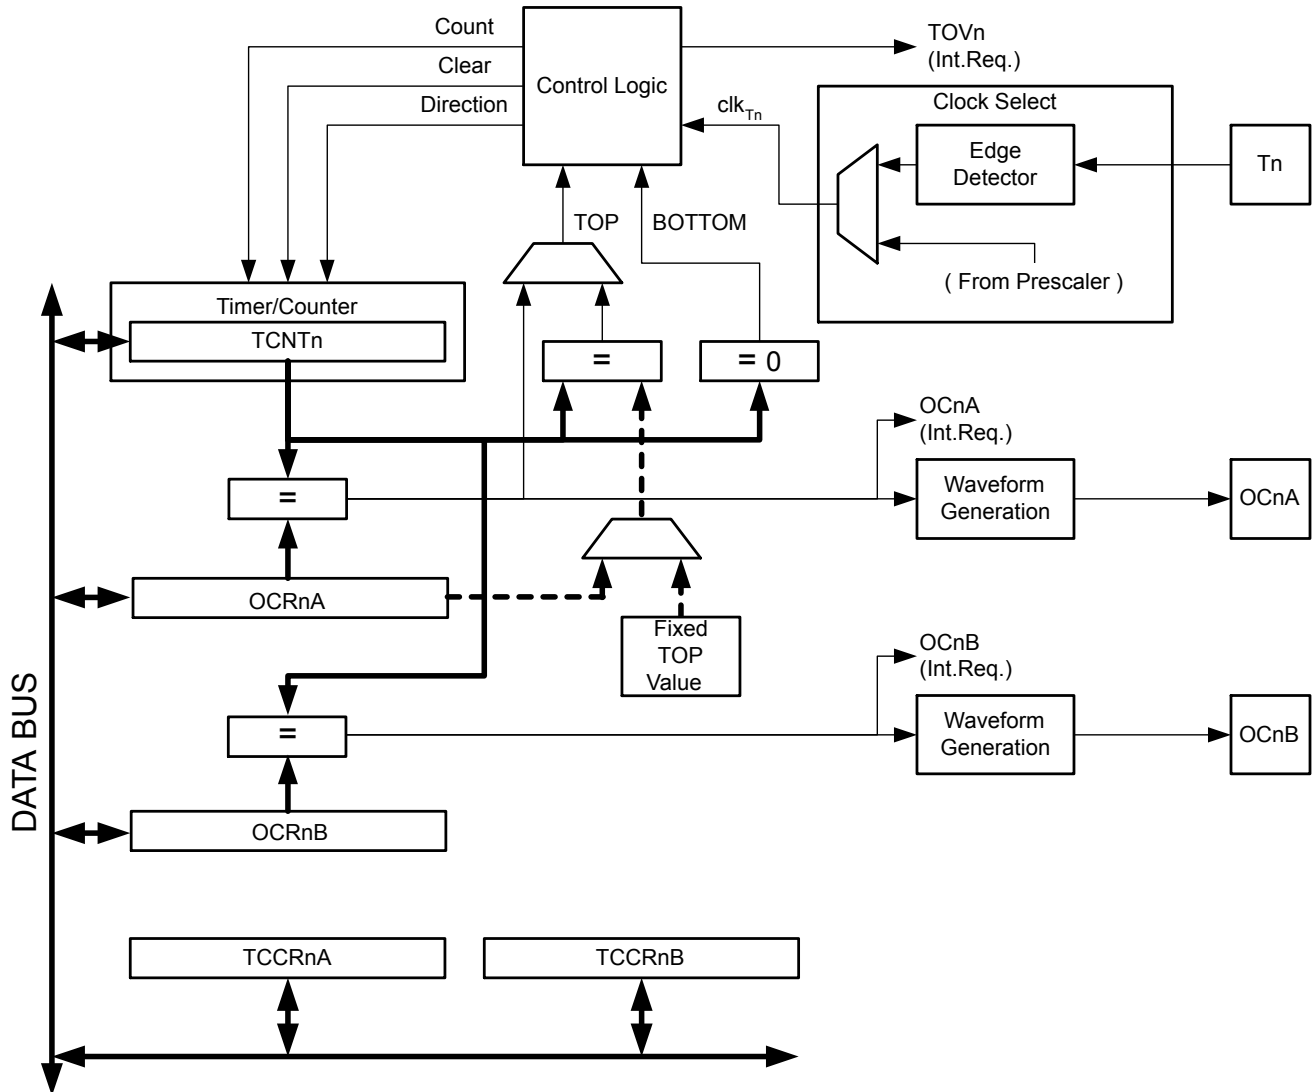 Count
Clear
Direction
Control Logic
TOVn
(Int.Req.)
clkTn
Clock Select
Edge
Detector
Tn
( From Prescaler )
TOP
BOTTOM
Timer/Counter
TCNTn
=
= 0
OCnA
(Int.Req.)
=
Waveform
Generation
OCnA
OCRnA
Fixed
TOP
Value
OCnB
(Int.Req.)
=
Waveform
Generation
OCnB
OCRnB
DATA BUS
TCCRnA
TCCRnB